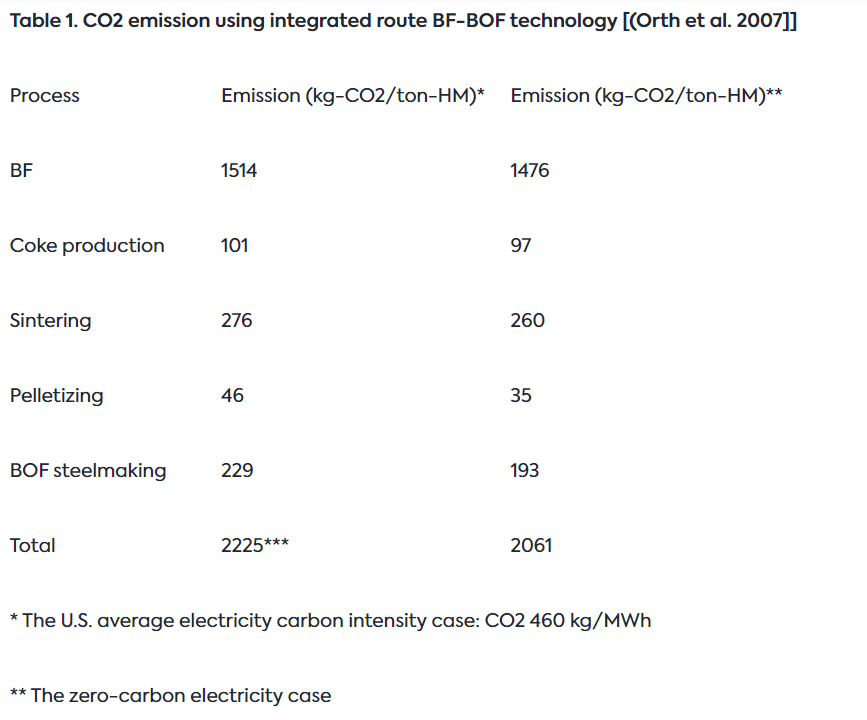 Table 1. CO2 emission using integrated route BF-BOF technology [(Orth et al. 2007]]
Process Emission (kg-CO2/ton-HM)* Emission (kg-CO2/ton-HM)**
BF 1514 1476
Coke production 101 97
Sintering 276 260
Pelletizing 46 35
BOF steelmaking 229 193
Total 2225*** 2061
* The U.S. average electricity carbon intensity case: CO2 460 kg/MWh
** The zero-carbon electricity case